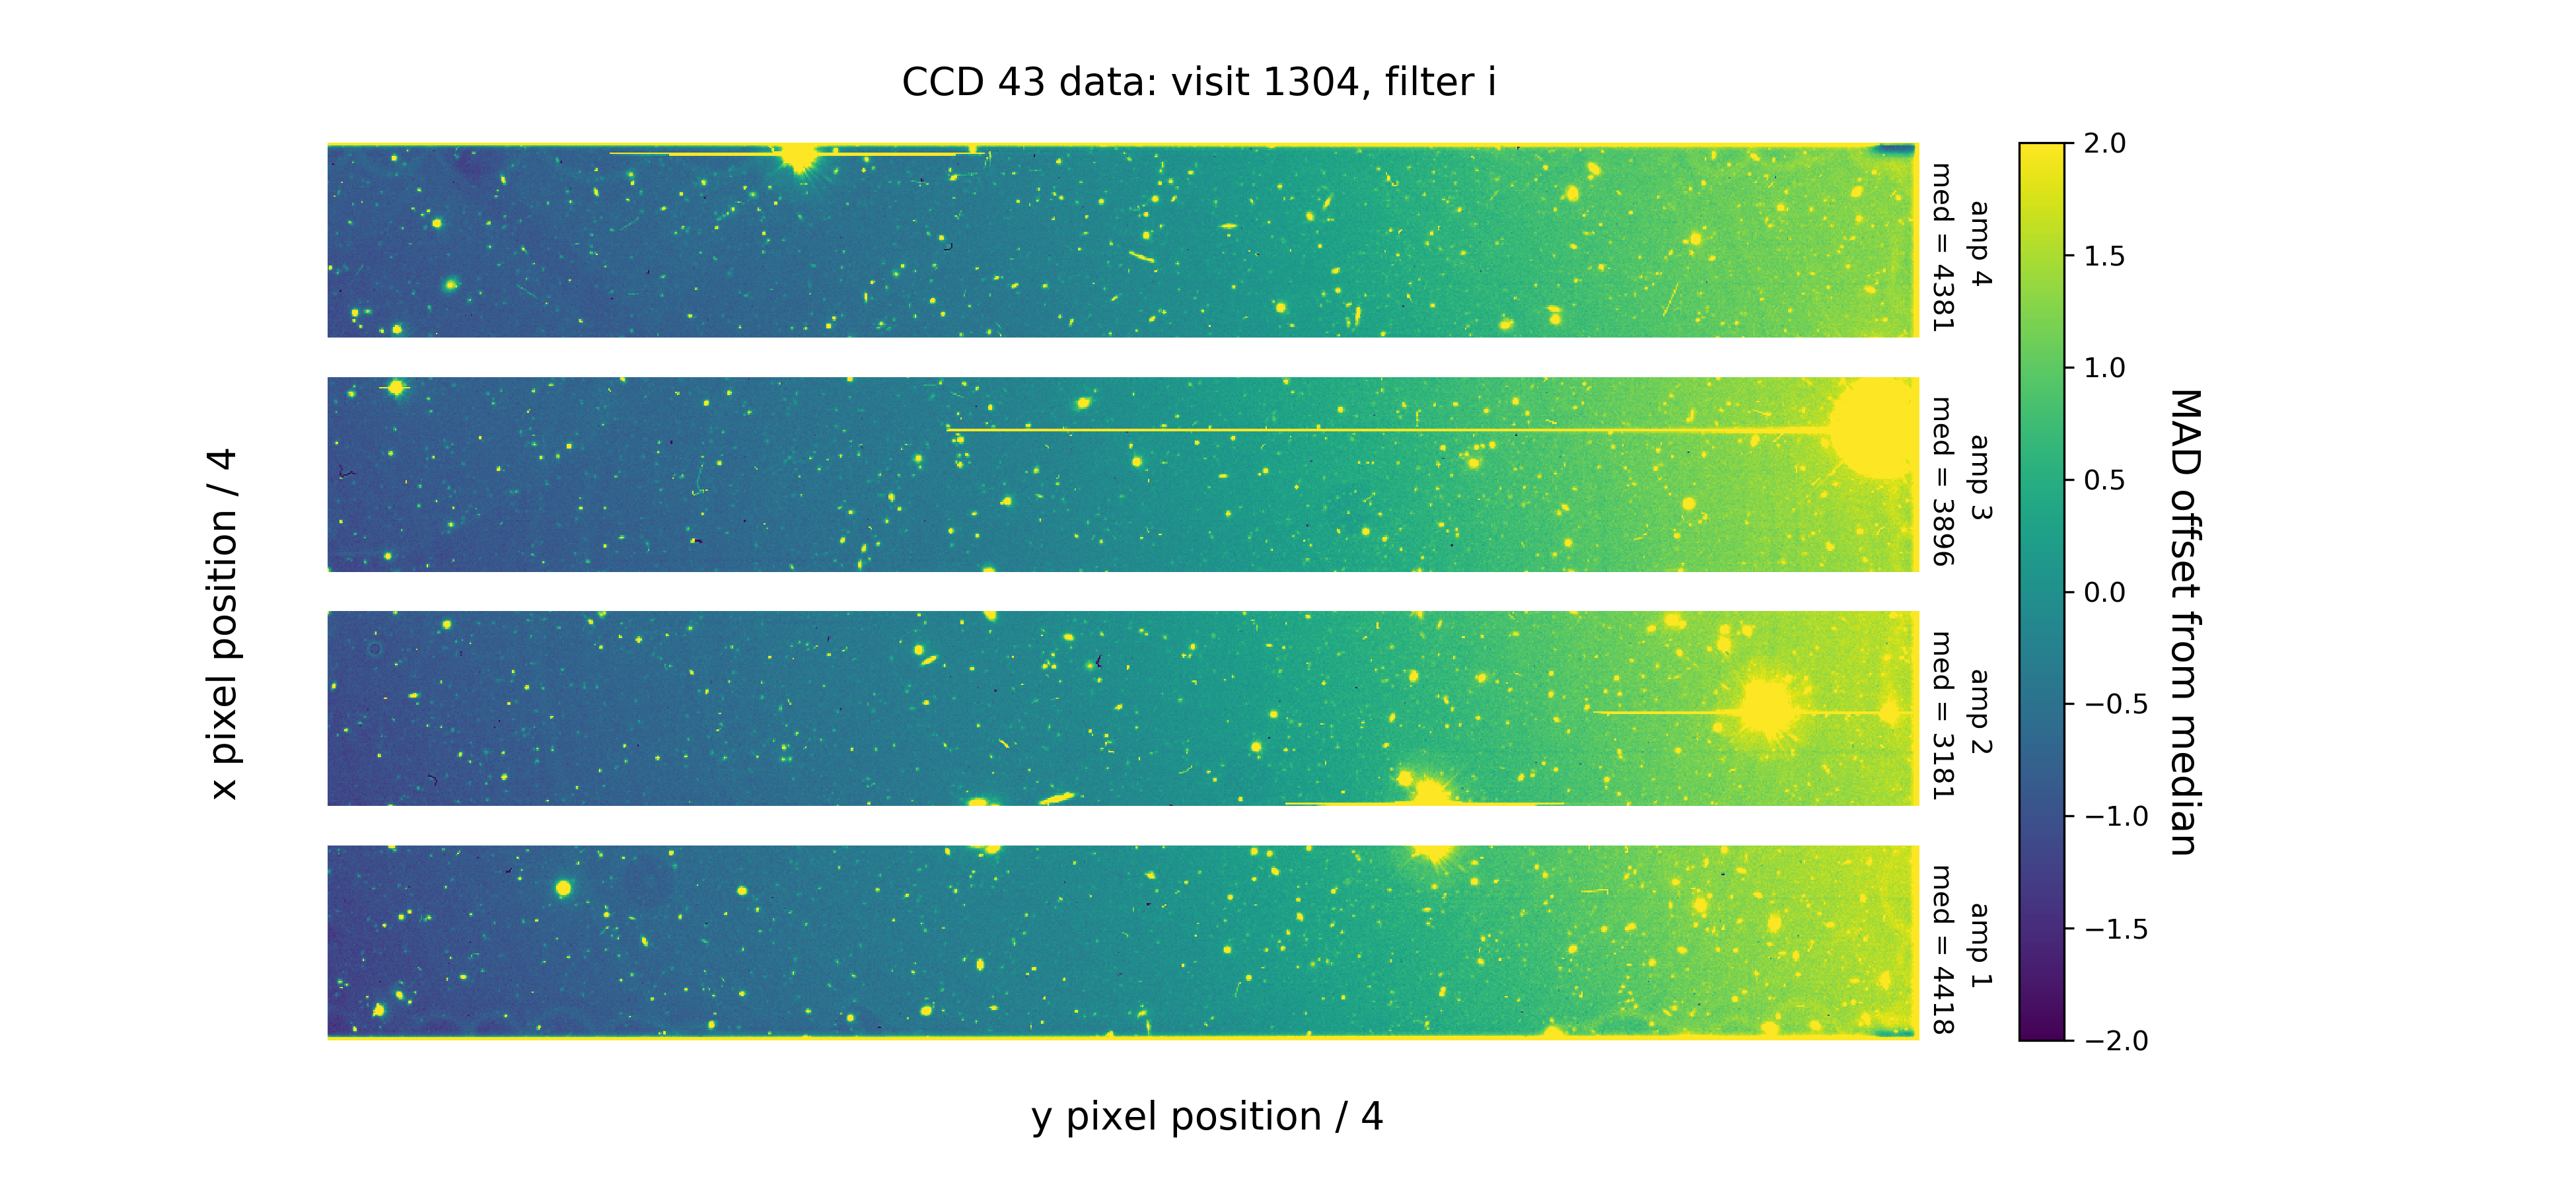 CCD 43 data: visit 1304, filter i
x pixel position / 4
y pixel position / 4
amp 4
med = 4381
amp 3
med = 3896
amp 2
med = 3181
amp 1
med = 4418
2.0
1.5
1.0
0.5
0.0
−0.5
−1.0
−1.5
−2.0
MAD offset from median